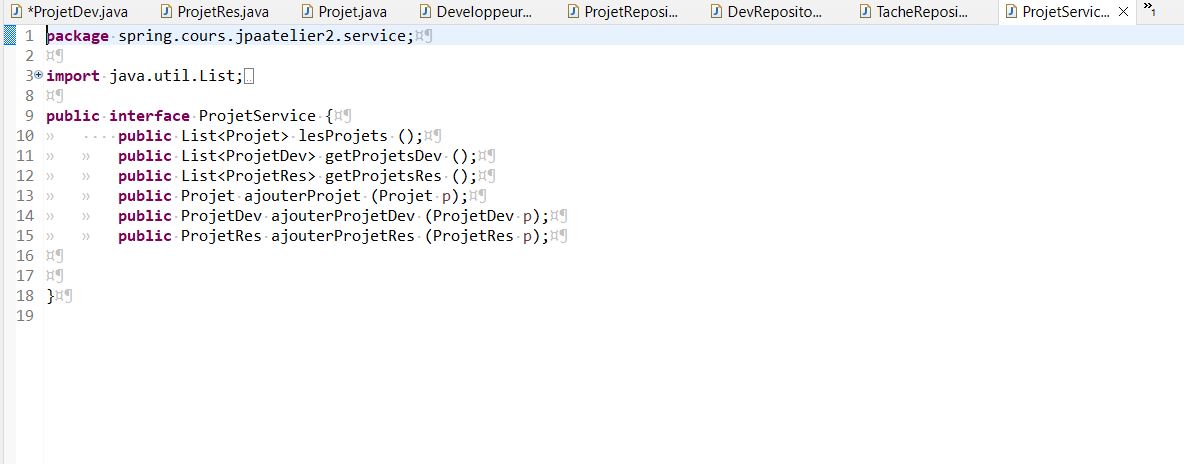 *ProjetDev.java ProjetRes.java Projet.java Developpeur... ProjetReposi... DevReposito... TacheReposi... ProjetServic... »1
1 package spring.cours.jpaatelier2.service;¤¶
2 ¤¶
3 import java.util.List;
8 ¤¶
9 public interface ProjetService {¤¶
10 » ····public List<Projet> lesProjets ();¤¶
11 » » public List<ProjetDev> getProjetsDev ();¤¶
12 » » public List<ProjetRes> getProjetsRes ();¤¶
13 » » public Projet ajouterProjet (Projet p);¤¶
14 » » public ProjetDev ajouterProjetDev (ProjetDev p);¤¶
15 » » public ProjetRes ajouterProjetRes (ProjetRes p);¤¶
16 ¤¶
17 ¤¶
18 }¤¶
19